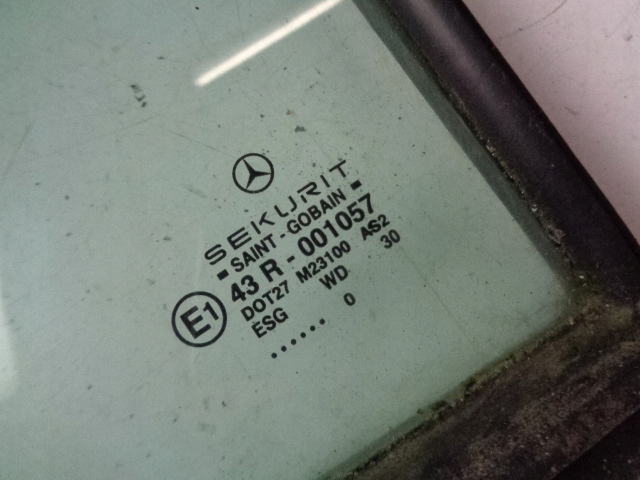 SEKURIT
SAINT - GOBAIN
E1 43 R - 001057
DOT27 M23100 AS2
ESG WD 30
...... 0